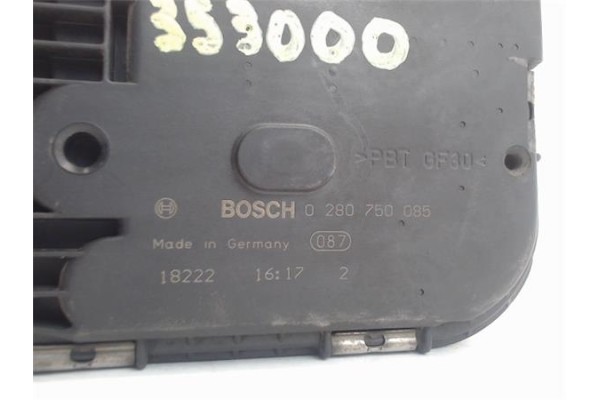 353000
>PBT GF30<
BOSCH 0 280 750 085
Made in Germany 087
18222 16:17 2